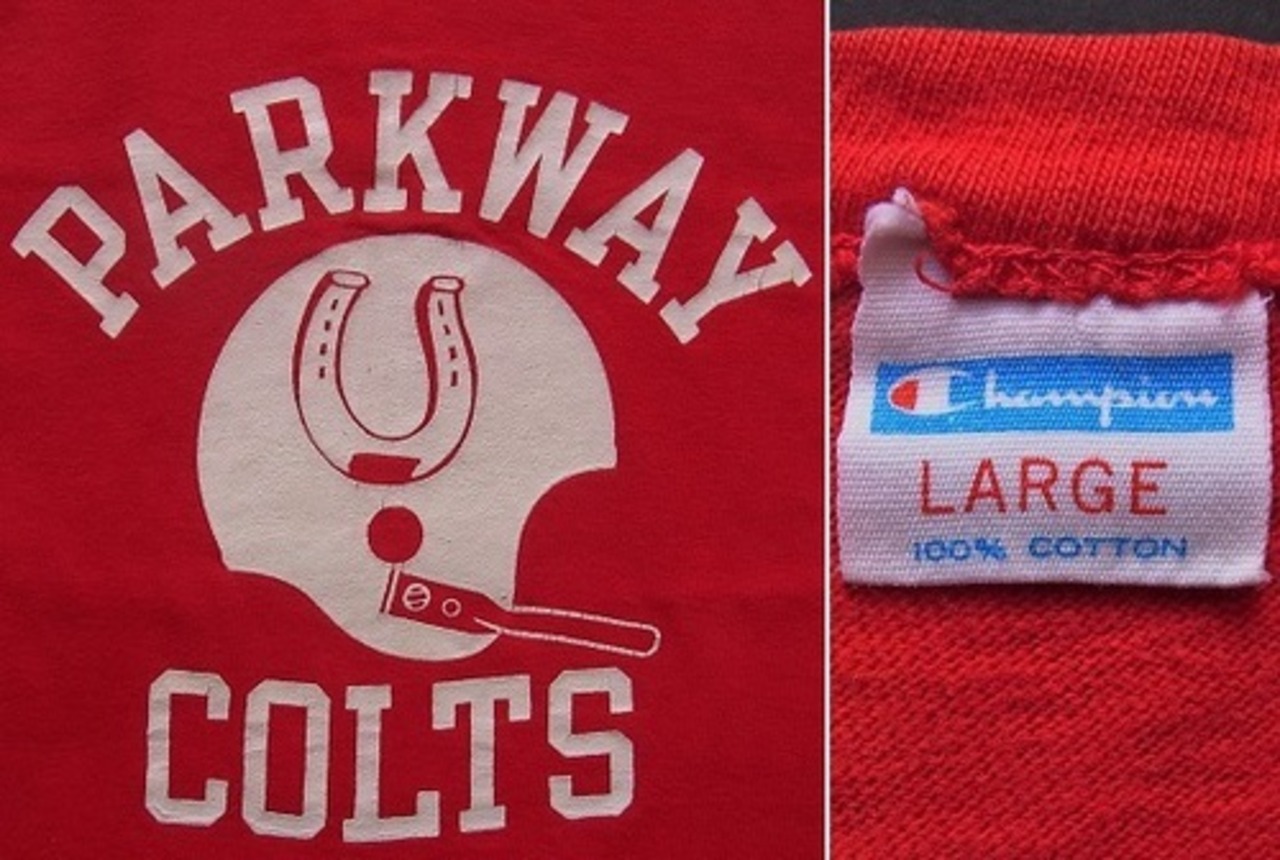 PARKWAY
COLTS
Champion
LARGE
100% COTTON